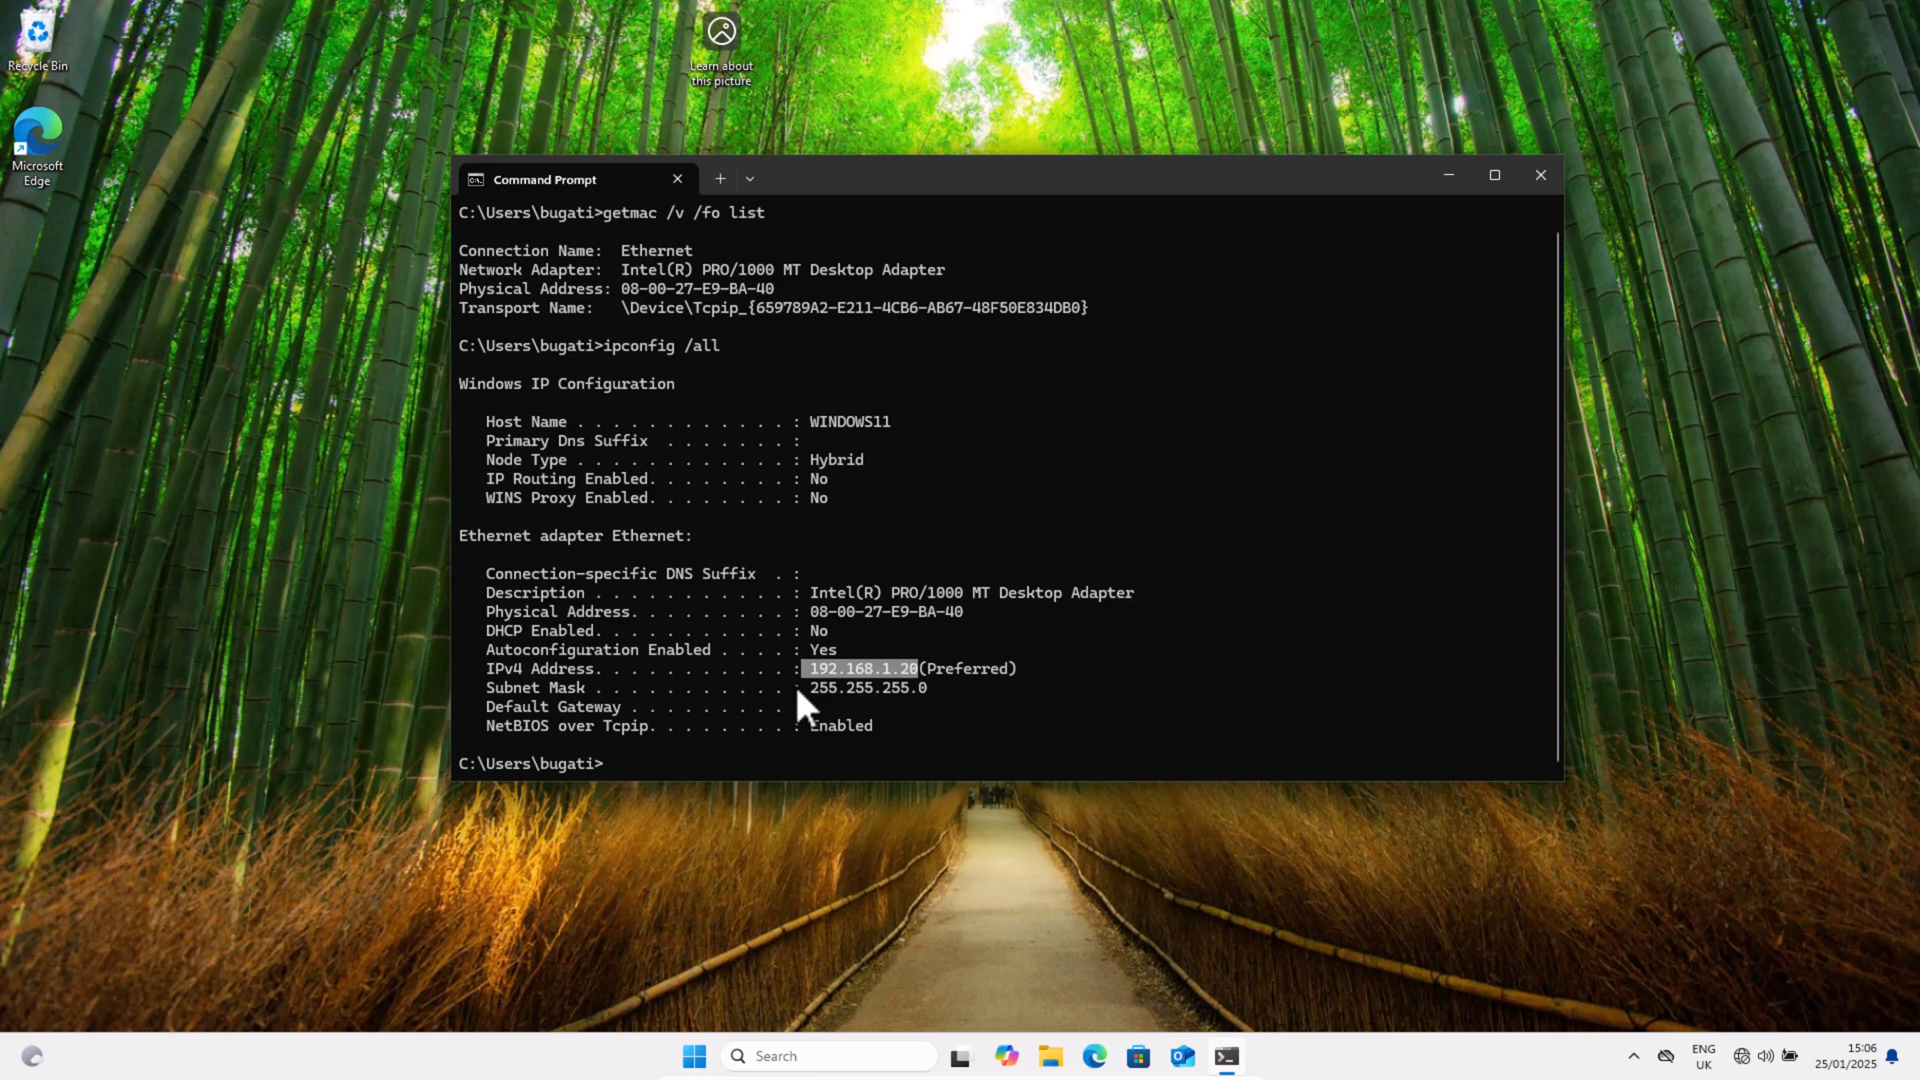 Recycle Bin
Learn about
this picture
Microsoft
Edge
Command Prompt
C:\Users\bugati>getmac /v /fo list
Connection Name:  Ethernet
Network Adapter:  Intel(R) PRO/1000 MT Desktop Adapter
Physical Address: 08-00-27-E9-BA-40
Transport Name:   \Device\Tcpip_{659789A2-E211-4CB6-AB67-48F50E834DB0}
C:\Users\bugati>ipconfig /all
Windows IP Configuration
Host Name . . . . . . . . . . . . : WINDOWS11
Primary Dns Suffix  . . . . . . . :
Node Type . . . . . . . . . . . . : Hybrid
IP Routing Enabled. . . . . . . . : No
WINS Proxy Enabled. . . . . . . . : No
Ethernet adapter Ethernet:
Connection-specific DNS Suffix  . :
Description . . . . . . . . . . . : Intel(R) PRO/1000 MT Desktop Adapter
Physical Address. . . . . . . . . : 08-00-27-E9-BA-40
DHCP Enabled. . . . . . . . . . . : No
Autoconfiguration Enabled . . . . : Yes
IPv4 Address. . . . . . . . . . . : 192.168.1.20(Preferred)
Subnet Mask . . . . . . . . . . . : 255.255.255.0
Default Gateway . . . . . . . . .
NetBIOS over Tcpip. . . . . . . . : Enabled
C:\Users\bugati>
Search
ENG
UK
15:06
25/01/2025